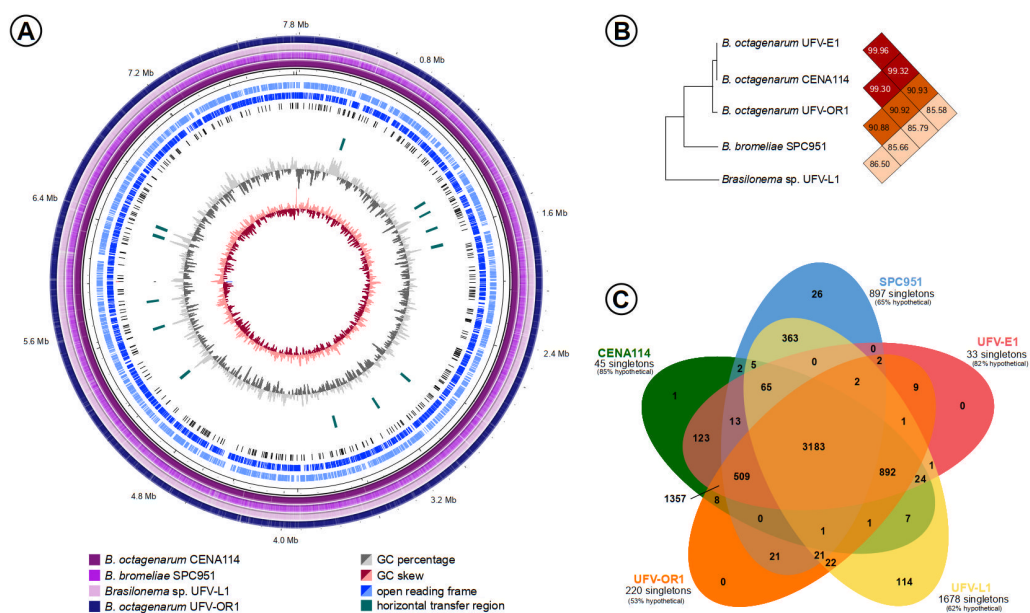 A
7.8 Mb
0.8 Mb
1.6 Mb
2.4 Mb
3.2 Mb
4.0 Mb
4.8 Mb
5.6 Mb
6.4 Mb
7.2 Mb
B. octagenarum CENA114
B. bromeliae SPC951
Brasilonema sp. UFV-L1
B. octagenarum UFV-OR1
GC percentage
GC skew
open reading frame
horizontal transfer region
B
B. octagenarum UFV-E1
B. octagenarum CENA114
B. octagenarum UFV-OR1
B. bromeliae SPC951
Brasilonema sp. UFV-L1
99.96
99.32
99.30
90.93
90.92
85.58
90.88
85.79
85.66
86.50
C
SPC951
897 singletons
(65% hypothetical)
UFV-E1
33 singletons
(82% hypothetical)
CENA114
45 singletons
(85% hypothetical)
UFV-OR1
220 singletons
(53% hypothetical)
UFV-L1
1678 singletons
(62% hypothetical)
26
363
0
2
2
5
0
2
9
1
65
0
13
1
123
3183
509
892
1
24
1357
8
0
1
1
7
21
21
22
0
114